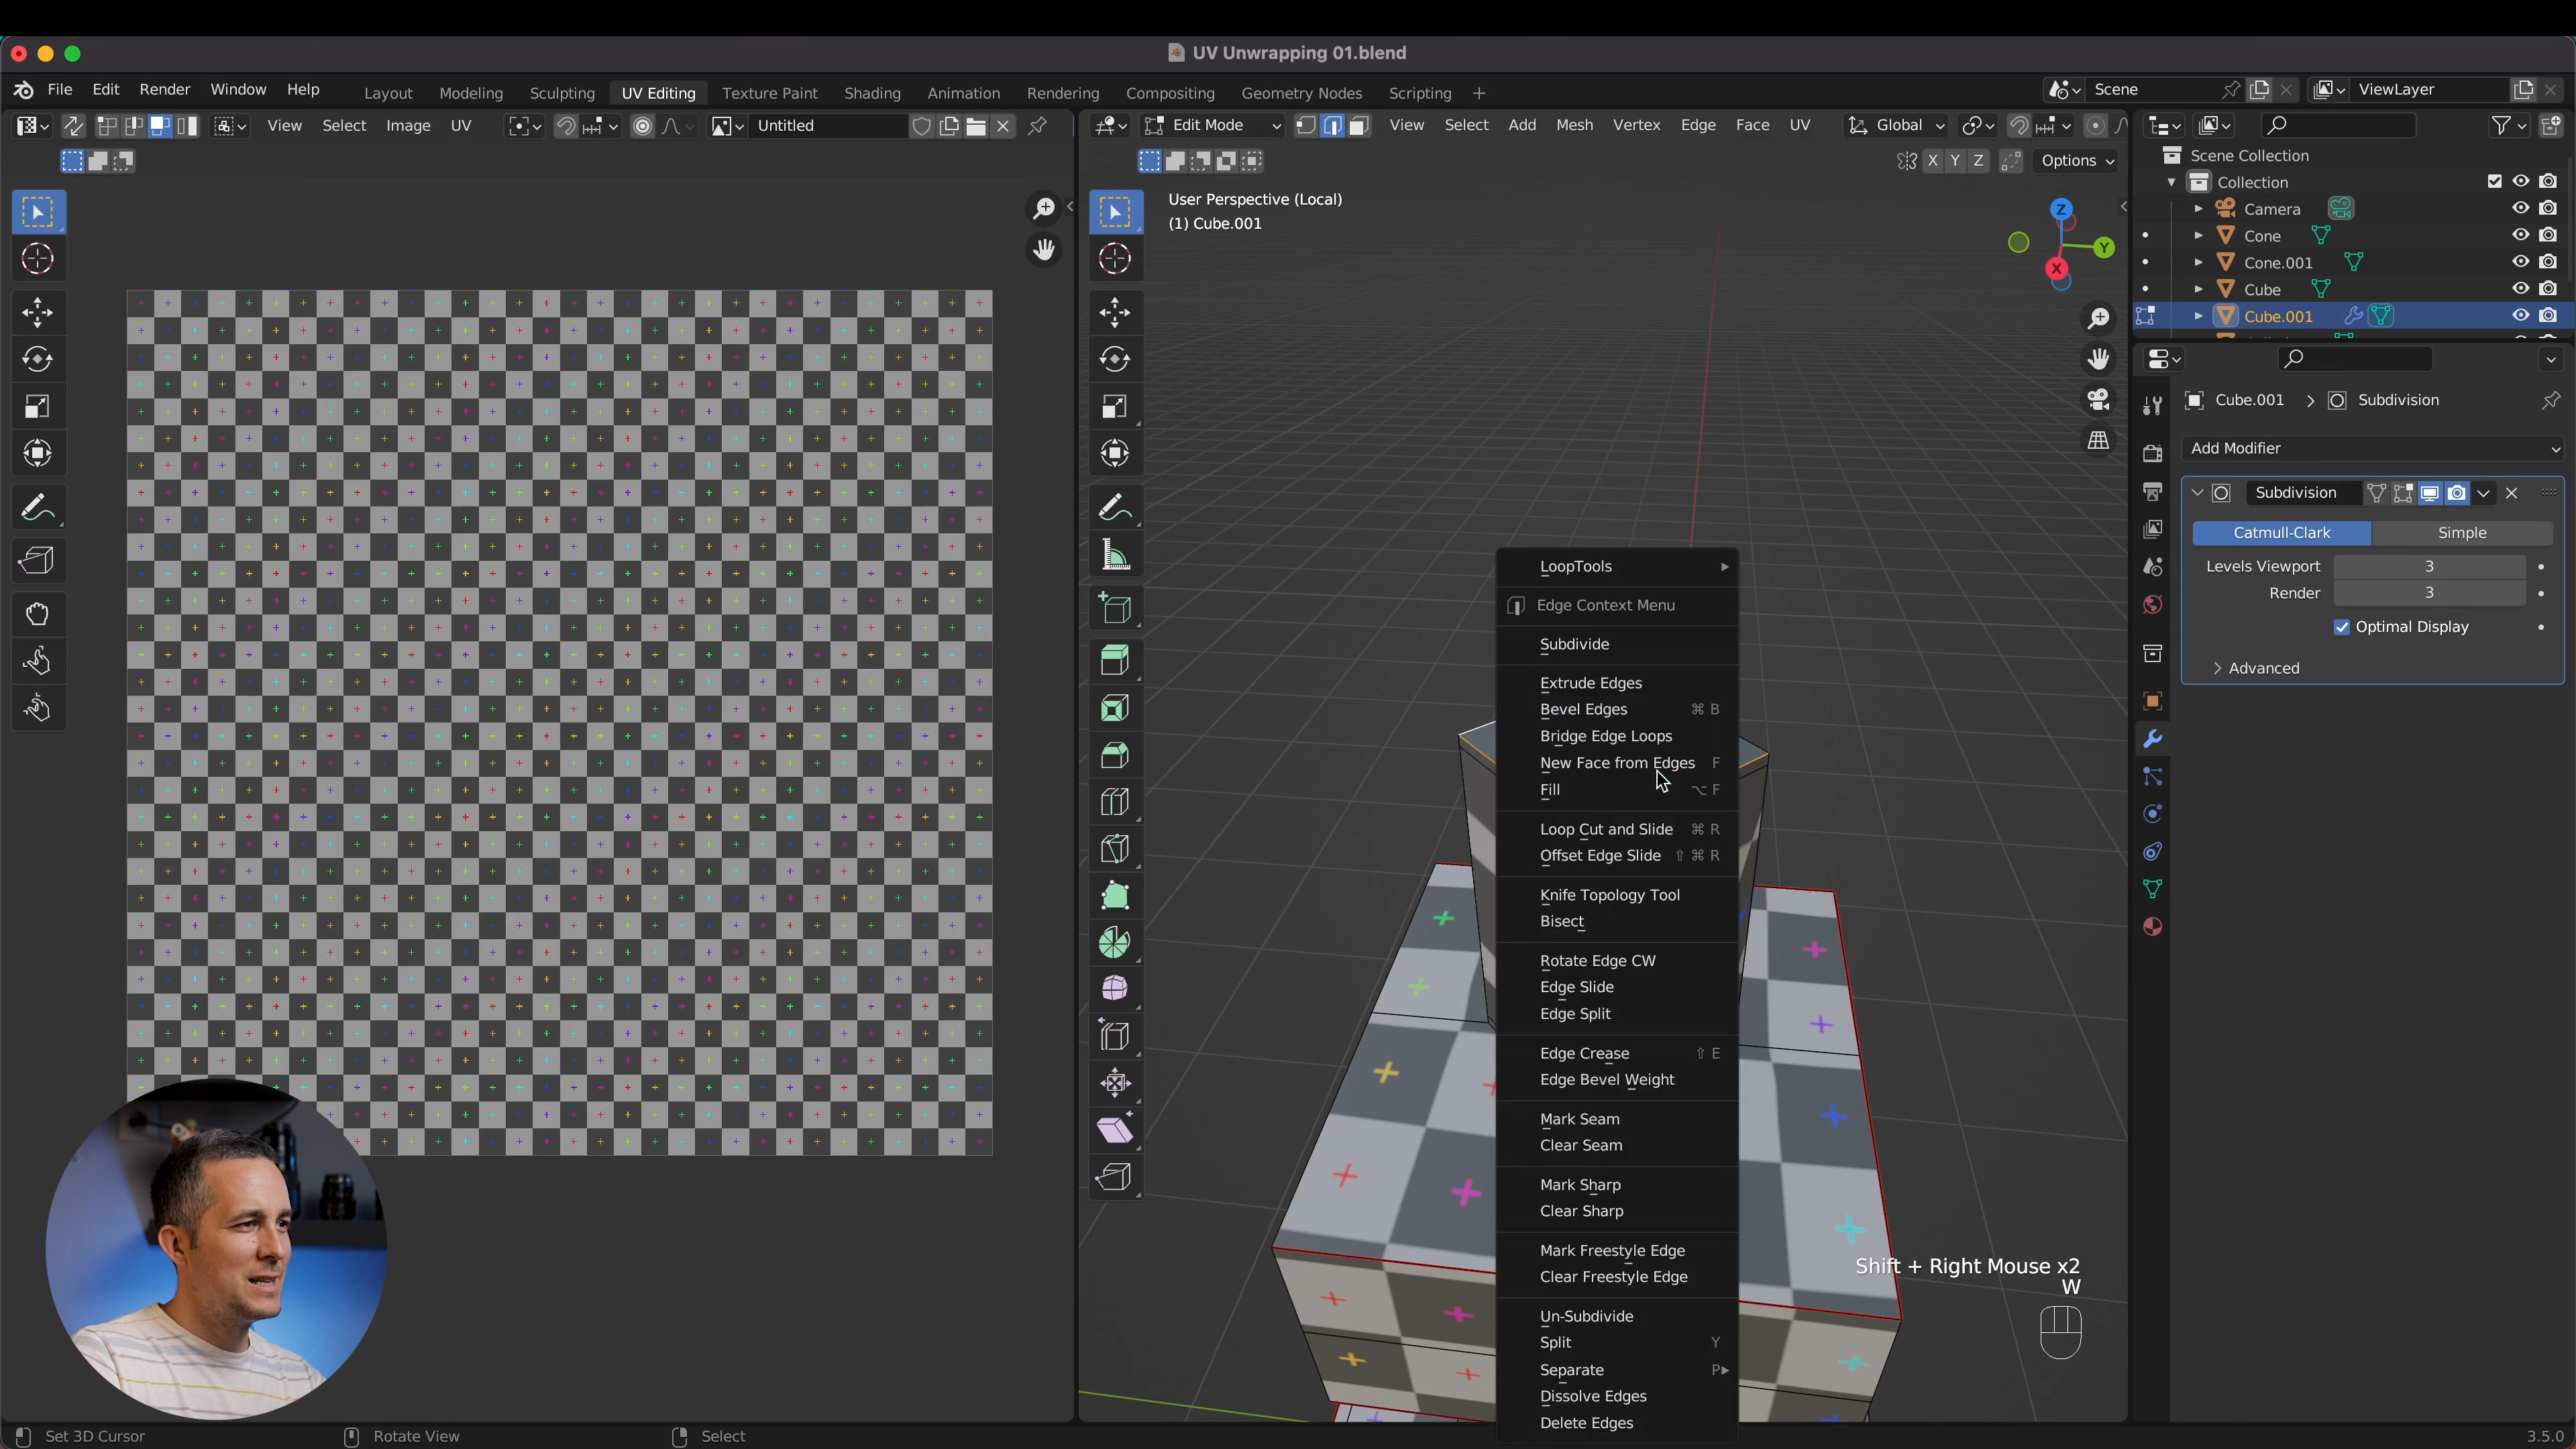 UV Unwrapping 01.blend
File Edit Render Window Help Layout Modeling Sculpting UV Editing Texture Paint Shading Animation Rendering Compositing Geometry Nodes Scripting + Scene ViewLayer
View Select Image UV Untitled
Edit Mode View Select Add Mesh Vertex Edge Face UV Global
X Y Z Options
User Perspective (Local)
(1) Cube.001
Z
Y
X
Scene Collection
Collection
Camera
Cone
Cone.001
Cube
Cube.001
Cube.001 > Subdivision
Add Modifier
Subdivision
Catmull-Clark Simple
Levels Viewport 3
Render 3
Optimal Display
Advanced
LoopTools
Edge Context Menu
Subdivide
Extrude Edges
Bevel Edges ⌘ B
Bridge Edge Loops
New Face from Edges F
Fill ⌥ F
Loop Cut and Slide ⌘ R
Offset Edge Slide ⇧ ⌘ R
Knife Topology Tool
Bisect
Rotate Edge CW
Edge Slide
Edge Split
Edge Crease ⇧ E
Edge Bevel Weight
Mark Seam
Clear Seam
Mark Sharp
Clear Sharp
Mark Freestyle Edge
Clear Freestyle Edge
Un-Subdivide
Split Y
Separate P
Dissolve Edges
Delete Edges
Shift + Right Mouse x2
W
Set 3D Cursor Rotate View Select 3.5.0